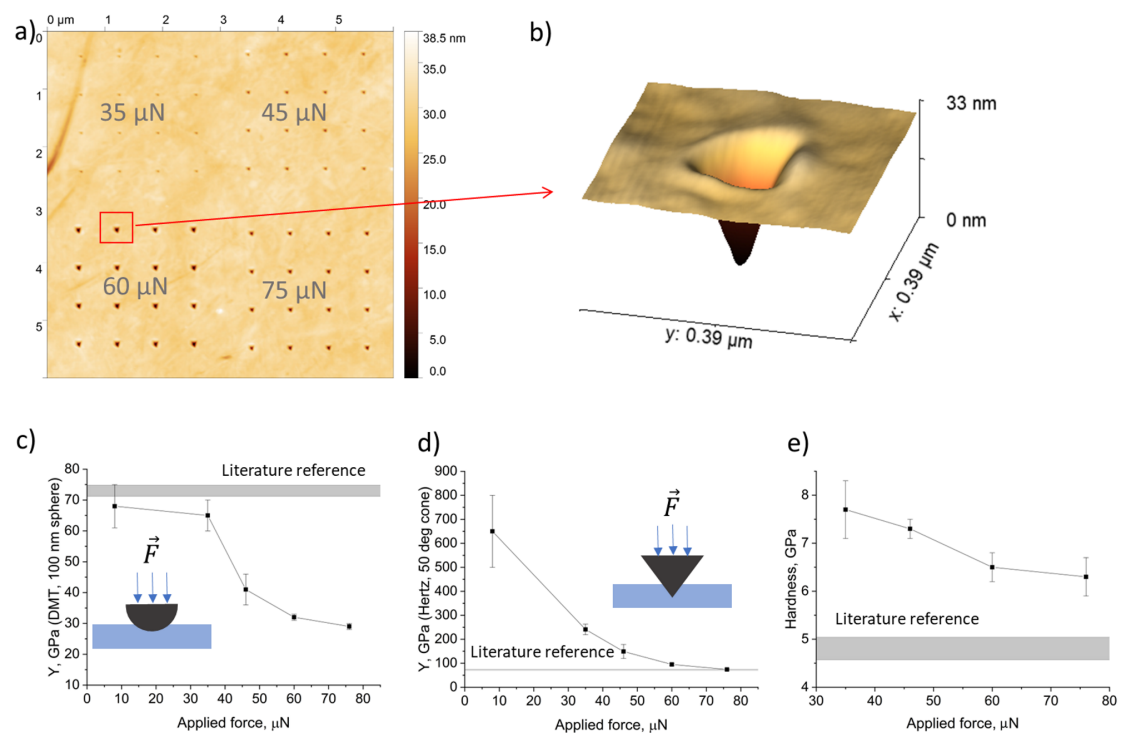 a)
0 µm 1 2 3 4 5
0
1
2
3
4
5
35 µN 45 µN
60 µN 75 µN
38.5 nm
35.0
30.0
25.0
20.0
15.0
10.0
5.0
0.0
b)
33 nm
0 nm
x: 0.39 µm
y: 0.39 µm
c)
Literature reference
F
Y, GPa (DMT, 100 nm sphere)
80
70
60
50
40
30
20
10
0 10 20 30 40 50 60 70 80
Applied force, µN
d)
F
Literature reference
Y, GPa (Hertz, 50 deg cone)
900
800
700
600
500
400
300
200
100
0
0 10 20 30 40 50 60 70 80
Applied force, µN
e)
Literature reference
Hardness, GPa
8
7
6
5
4
30 40 50 60 70 80
Applied force, µN